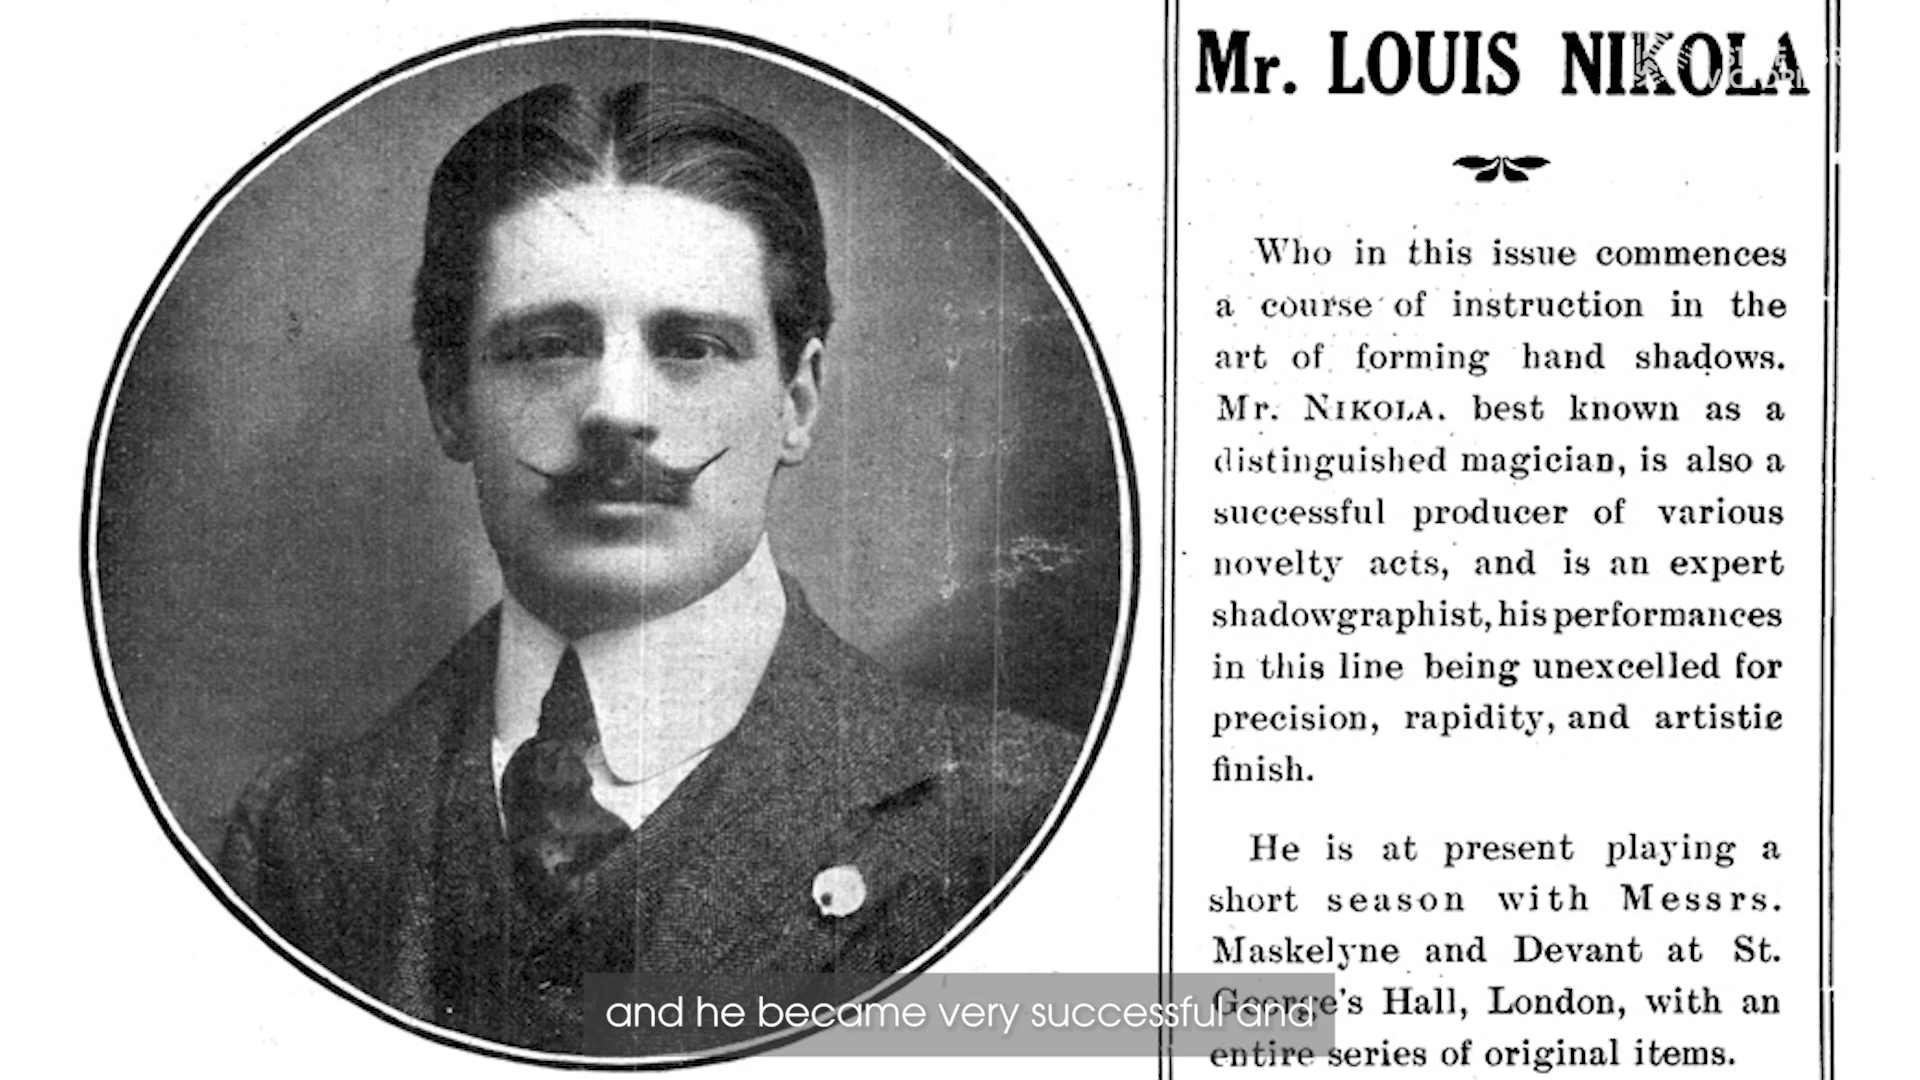 Mr. LOUIS NIKOLA
Who in this issue commences
a course of instruction in the
art of forming hand shadows.
Mr. NIKOLA. best known as a
distinguished magician, is also a
successful producer of various
novelty acts, and is an expert
shadowgraphist, his performances
in this line being unexcelled for
precision, rapidity, and artistic
finish.
He is at present playing a
short season with Messrs.
Maskelyne and Devant at St.
George's Hall, London, with an
entire series of original items.
and he became very successful and